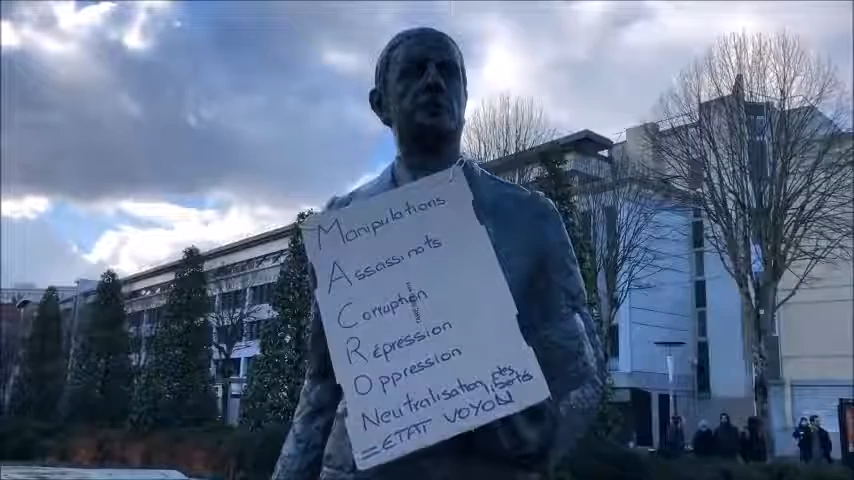 Manipulations
Assassinats
Corruption
Répression
Oppression
Neutralisation des libertés
= ETAT VOYOU